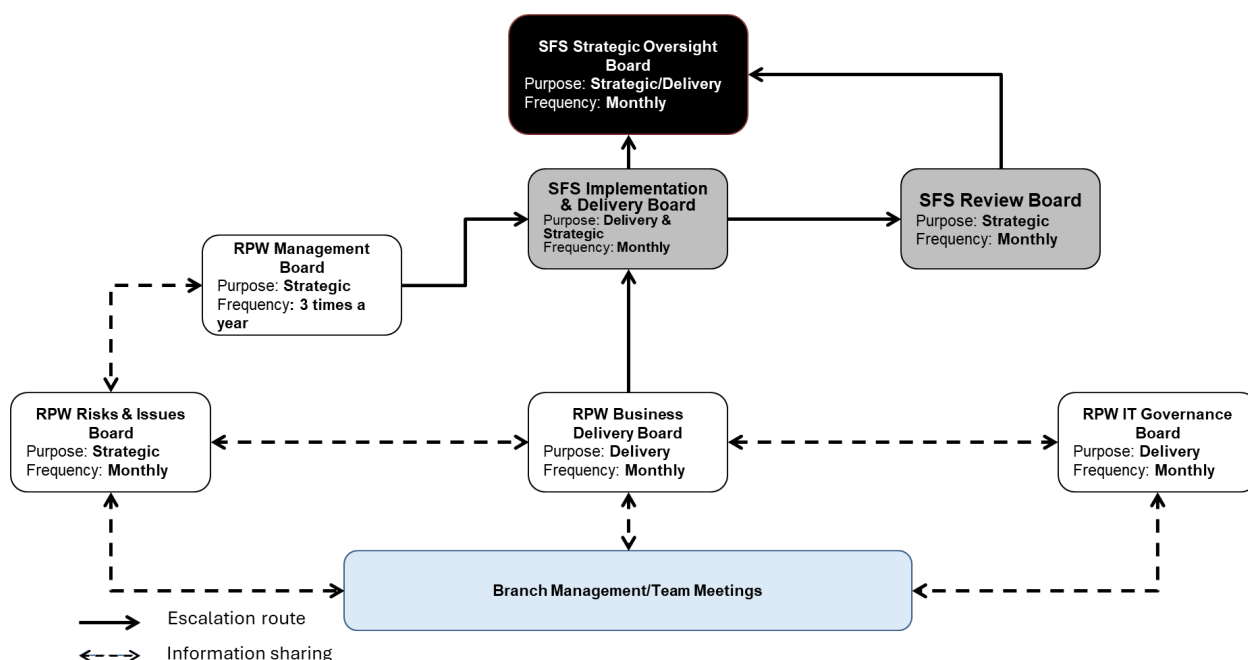 SFS Strategic Oversight
Board
Purpose: Strategic/Delivery
Frequency: Monthly
SFS Implementation
& Delivery Board
Purpose: Delivery &
Strategic
Frequency: Monthly
SFS Review Board
Purpose: Strategic
Frequency: Monthly
RPW Management
Board
Purpose: Strategic
Frequency: 3 times a
year
RPW Risks & Issues
Board
Purpose: Strategic
Frequency: Monthly
RPW Business
Delivery Board
Purpose: Delivery
Frequency: Monthly
RPW IT Governance
Board
Purpose: Delivery
Frequency: Monthly
Branch Management/Team Meetings
Escalation route
Information sharing